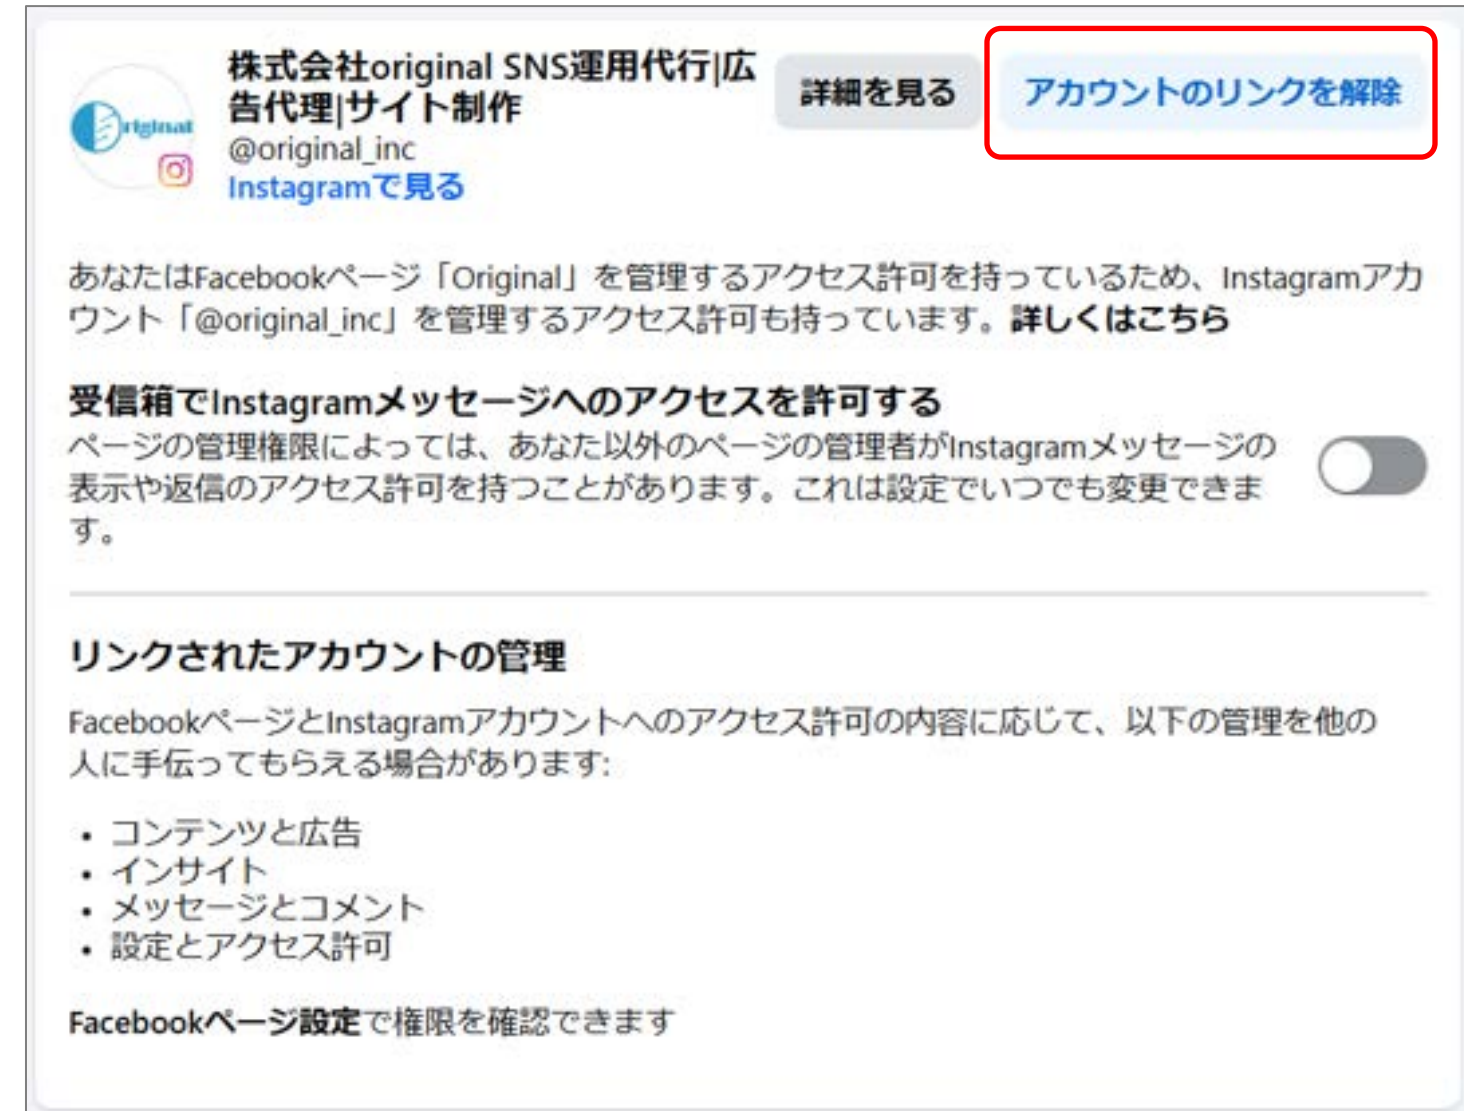 株式会社original SNS運用代行|広
告代理|サイト制作
@original_inc
Instagramで見る
詳細を見る
アカウントのリンクを解除
Original
あなたはFacebookページ「Original」を管理するアクセス許可を持っているため、Instagramアカ
ウント「@original_inc」を管理するアクセス許可も持っています。詳しくはこちら
受信箱でInstagramメッセージへのアクセスを許可する
ページの管理権限によっては、あなた以外のページの管理者がInstagramメッセージの
表示や返信のアクセス許可を持つことがあります。これは設定でいつでも変更できま
す。
リンクされたアカウントの管理
FacebookページとInstagramアカウントへのアクセス許可の内容に応じて、以下の管理を他の
人に手伝ってもらえる場合があります:
• コンテンツと広告
• インサイト
• メッセージとコメント
• 設定とアクセス許可
Facebookページ設定で権限を確認できます